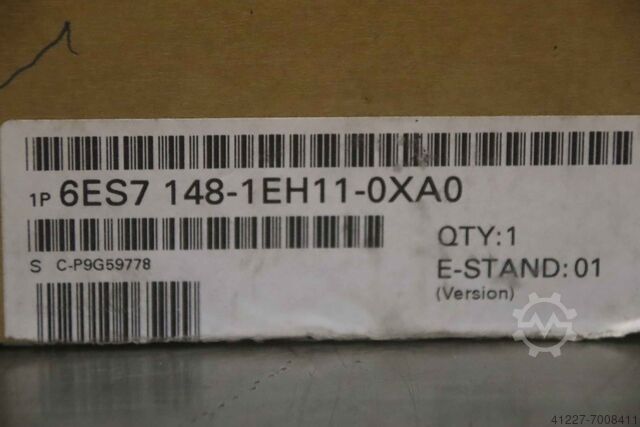 1P 6ES7 148-1EH11-0XA0
S C-P9G59778
QTY:1
E-STAND:01
(Version)
41227-7008411